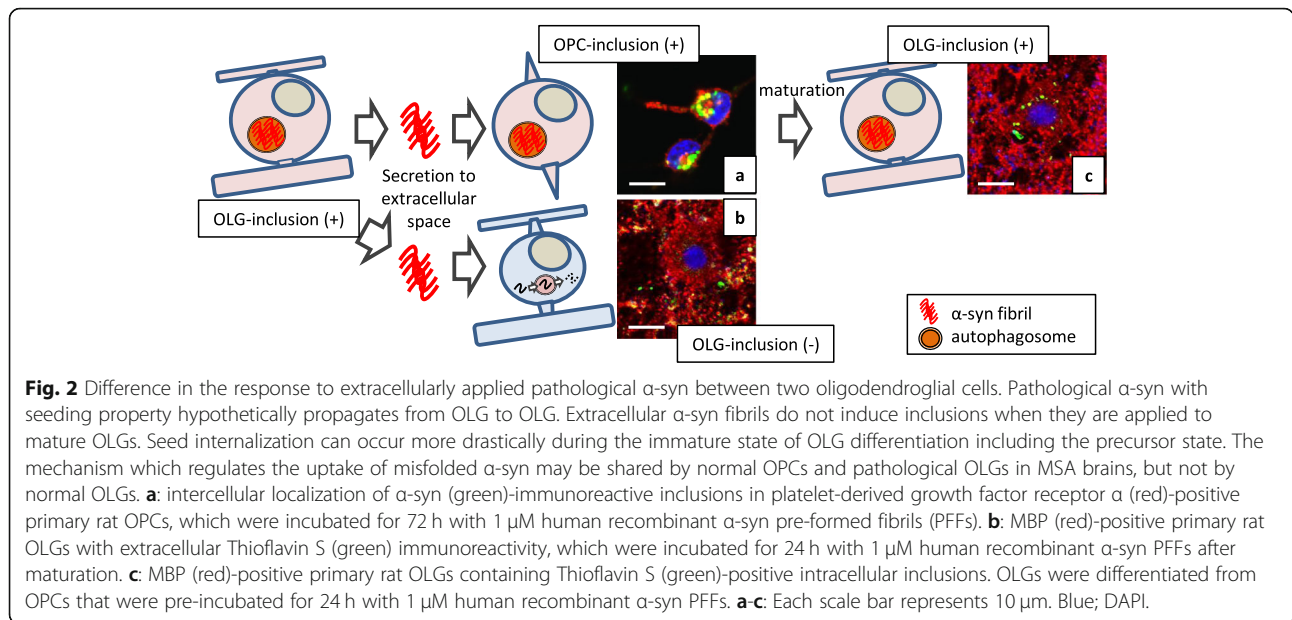 OPC-inclusion (+)
OLG-inclusion (+)
maturation
a
c
Secretion to
extracellular
space
OLG-inclusion (+)
b
OLG-inclusion (-)
α-syn fibril
autophagosome
Fig. 2 Difference in the response to extracellularly applied pathological α-syn between two oligodendroglial cells. Pathological α-syn with
seeding property hypothetically propagates from OLG to OLG. Extracellular α-syn fibrils do not induce inclusions when they are applied to
mature OLGs. Seed internalization can occur more drastically during the immature state of OLG differentiation including the precursor state. The
mechanism which regulates the uptake of misfolded α-syn may be shared by normal OPCs and pathological OLGs in MSA brains, but not by
normal OLGs. a: intercellular localization of α-syn (green)-immunoreactive inclusions in platelet-derived growth factor receptor α (red)-positive
primary rat OPCs, which were incubated for 72 h with 1 μM human recombinant α-syn pre-formed fibrils (PFFs). b: MBP (red)-positive primary rat
OLGs with extracellular Thioflavin S (green) immunoreactivity, which were incubated for 24 h with 1 μM human recombinant α-syn PFFs after
maturation. c: MBP (red)-positive primary rat OLGs containing Thioflavin S (green)-positive intracellular inclusions. OLGs were differentiated from
OPCs that were pre-incubated for 24 h with 1 μM human recombinant α-syn PFFs. a-c: Each scale bar represents 10 μm. Blue; DAPI.